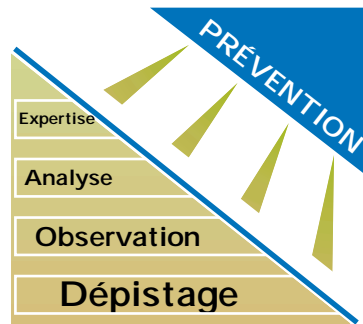 PRÉVENTION
Expertise
Analyse
Observation
Dépistage